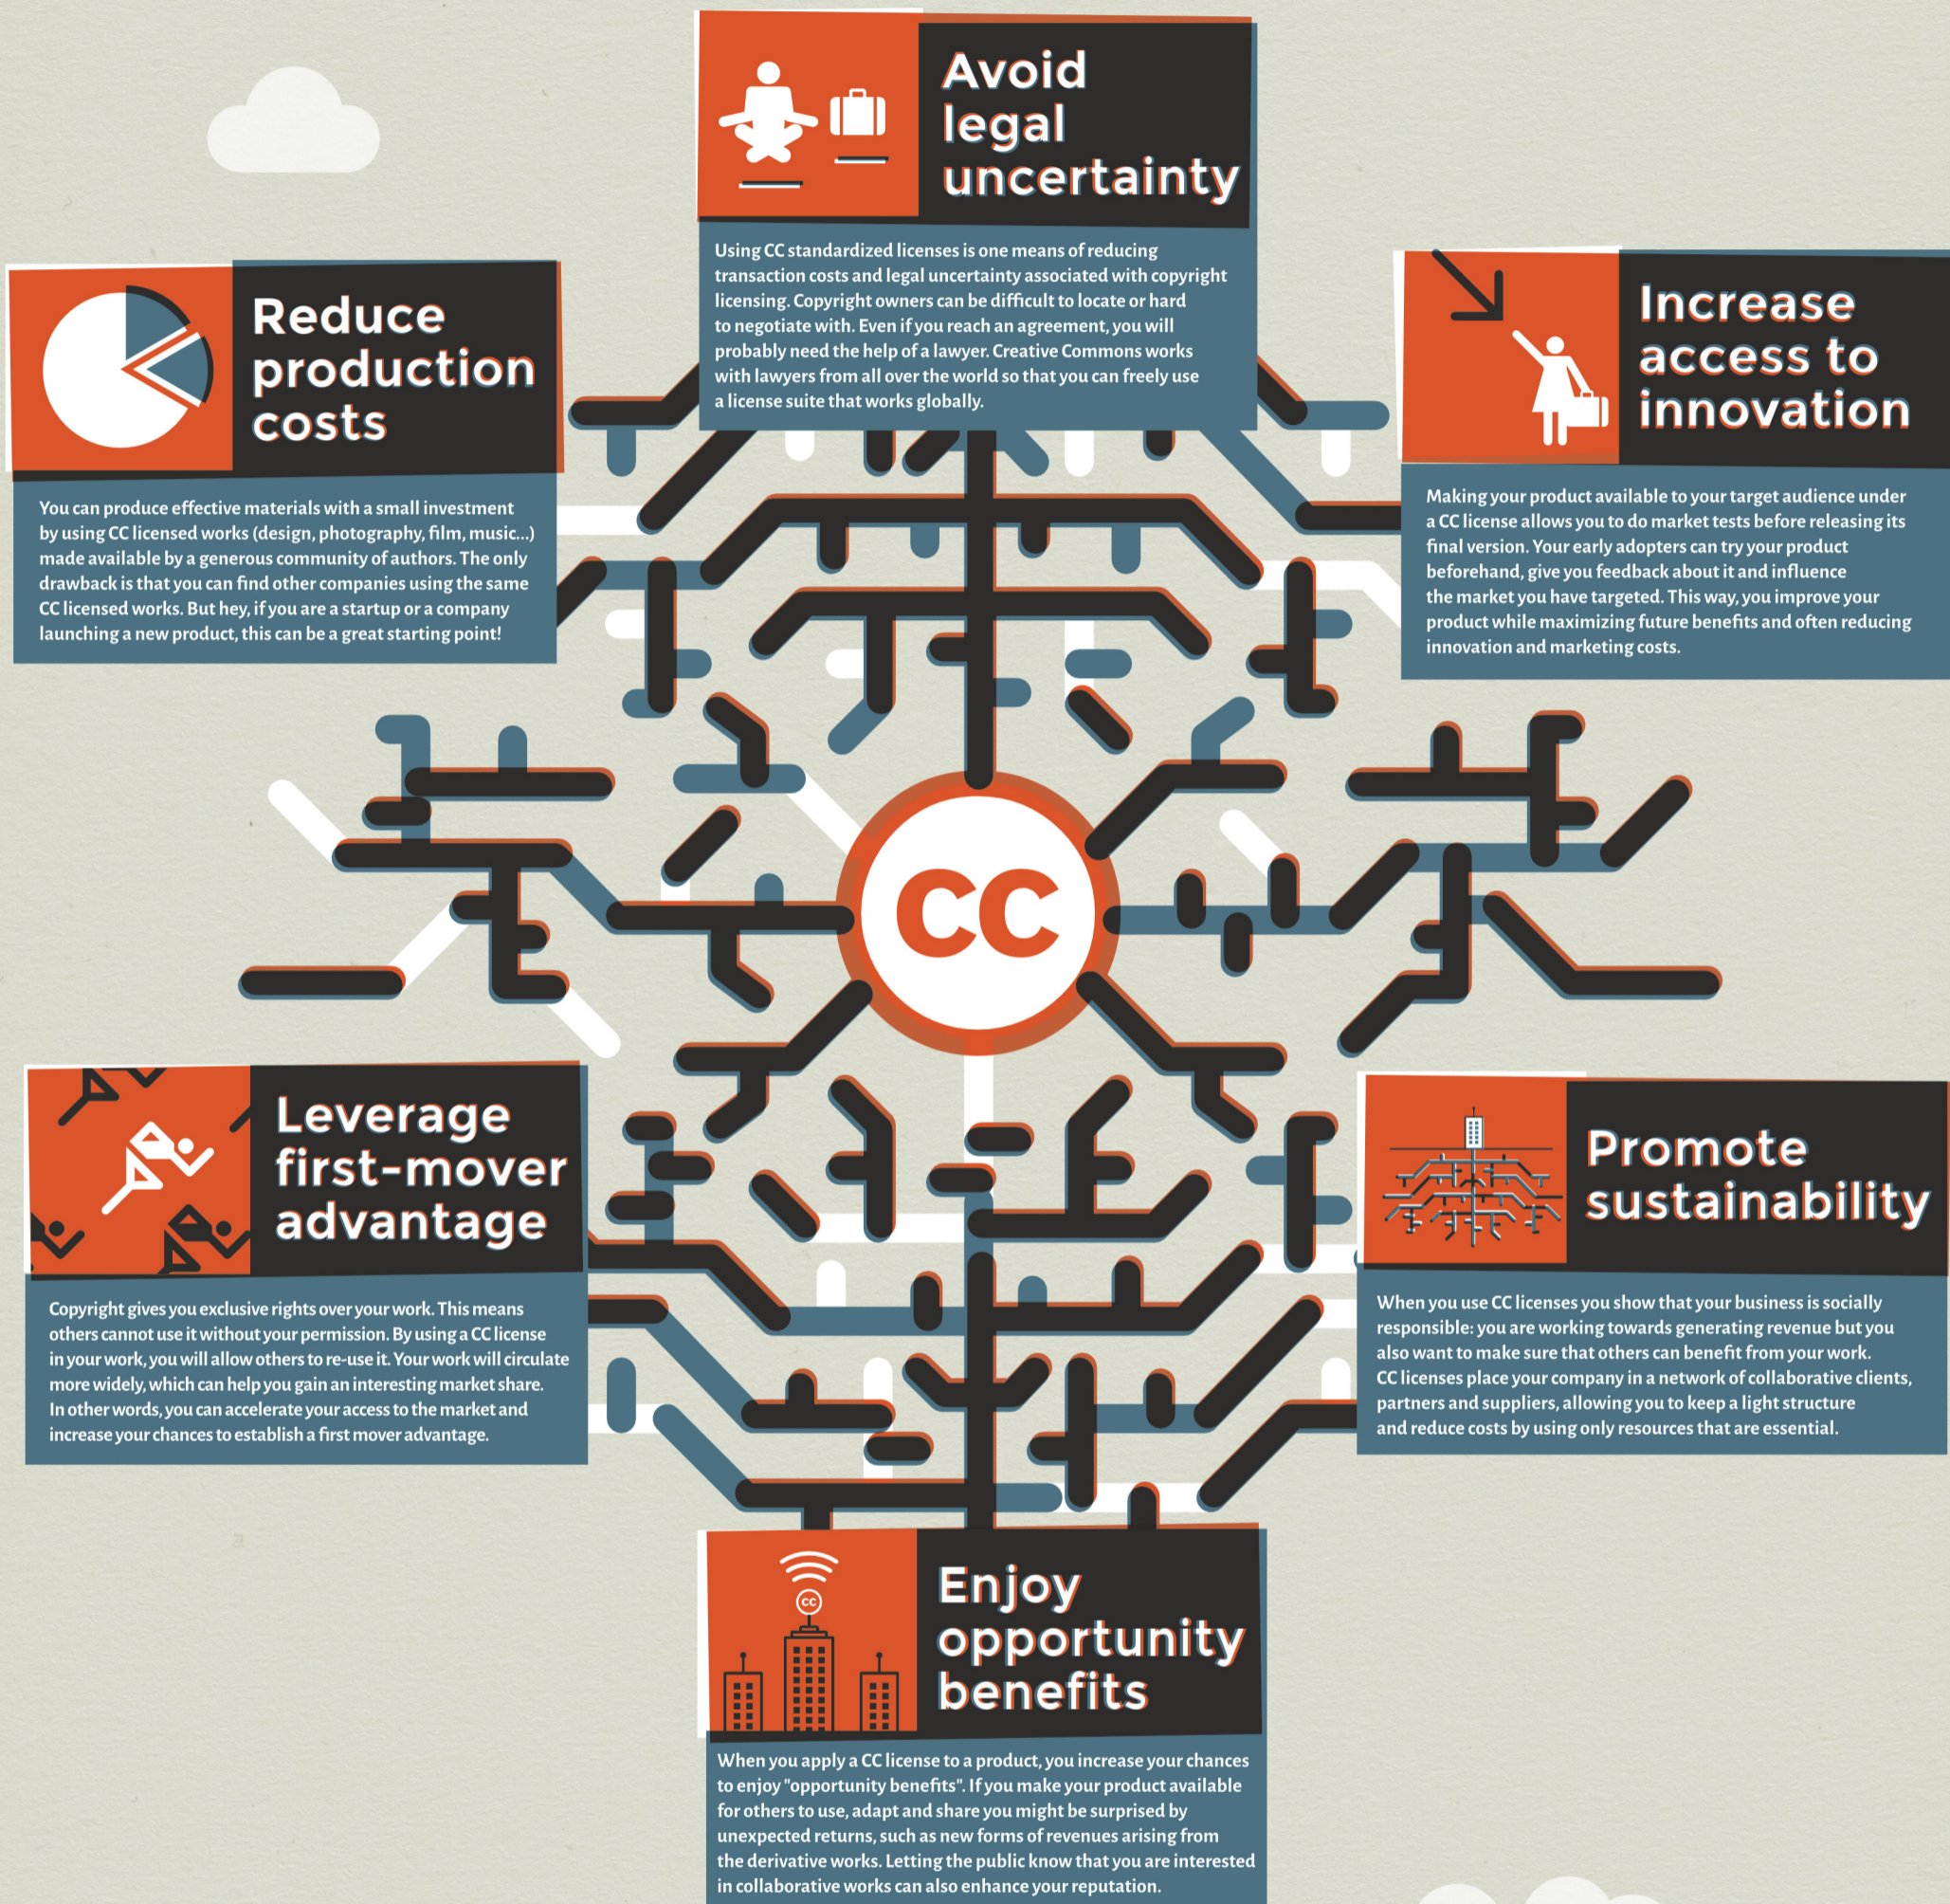 Avoid
legal
uncertainty
Using CC standardized licenses is one means of reducing
transaction costs and legal uncertainty associated with copyright
licensing. Copyright owners can be difficult to locate or hard
to negotiate with. Even if you reach an agreement, you will
probably need the help of a lawyer. Creative Commons works
with lawyers from all over the world so that you can freely use
a license suite that works globally.
Reduce
production
costs
You can produce effective materials with a small investment
by using CC licensed works (design, photography, film, music...)
made available by a generous community of authors. The only
drawback is that you can find other companies using the same
CC licensed works. But hey, if you are a startup or a company
launching a new product, this can be a great starting point!
Increase
access to
innovation
Making your product available to your target audience under
a CC license allows you to do market tests before releasing its
final version. Your early adopters can try your product
beforehand, give you feedback about it and influence
the market you have targeted. This way, you improve your
product while maximizing future benefits and often reducing
innovation and marketing costs.
CC
Leverage
first-mover
advantage
Copyright gives you exclusive rights over your work. This means
others cannot use it without your permission. By using a CC license
in your work, you will allow others to re-use it. Your work will circulate
more widely, which can help you gain an interesting market share.
In other words, you can accelerate your access to the market and
increase your chances to establish a first mover advantage.
Promote
sustainability
When you use CC licenses you show that your business is socially
responsible: you are working towards generating revenue but you
also want to make sure that others can benefit from your work.
CC licenses place your company in a network of collaborative clients,
partners and suppliers, allowing you to keep a light structure
and reduce costs by using only resources that are essential.
cc
Enjoy
opportunity
benefits
When you apply a CC license to a product, you increase your chances
to enjoy "opportunity benefits". If you make your product available
for others to use, adapt and share you might be surprised by
unexpected returns, such as new forms of revenues arising from
the derivative works. Letting the public know that you are interested
in collaborative works can also enhance your reputation.